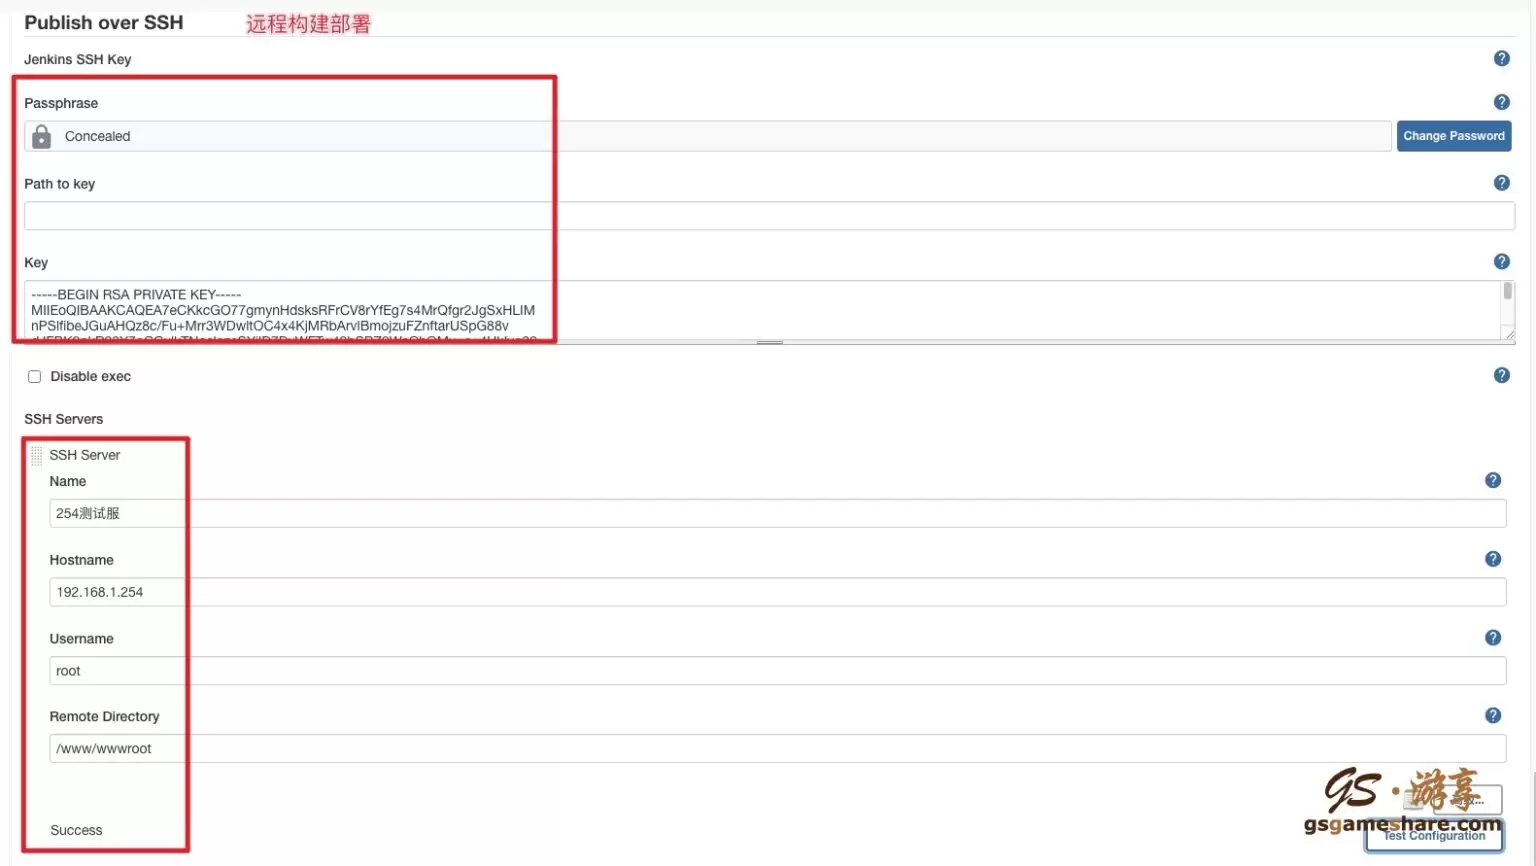 Publish over SSH
远程构建部署
Jenkins SSH Key
Passphrase
Concealed
Change Password
Path to key
Key
-----BEGIN RSA PRIVATE KEY-----
MIIEoQIBAAKCAQEA7eCKkcGO77gmynHdsksRFrCV8rYfEg7s4MrQfgr2JgSxHLIM
nPSlfibeJGuAHQz8c/Fu+Mrr3WDwItOC4x4KjMRbArvlBmojzuFZnftarUSpG88v
Disable exec
SSH Servers
SSH Server
Name
254测试服
Hostname
192.168.1.254
Username
root
Remote Directory
/www/wwwroot
GS·游享
gsgameshare.com
Success
Test Configuration